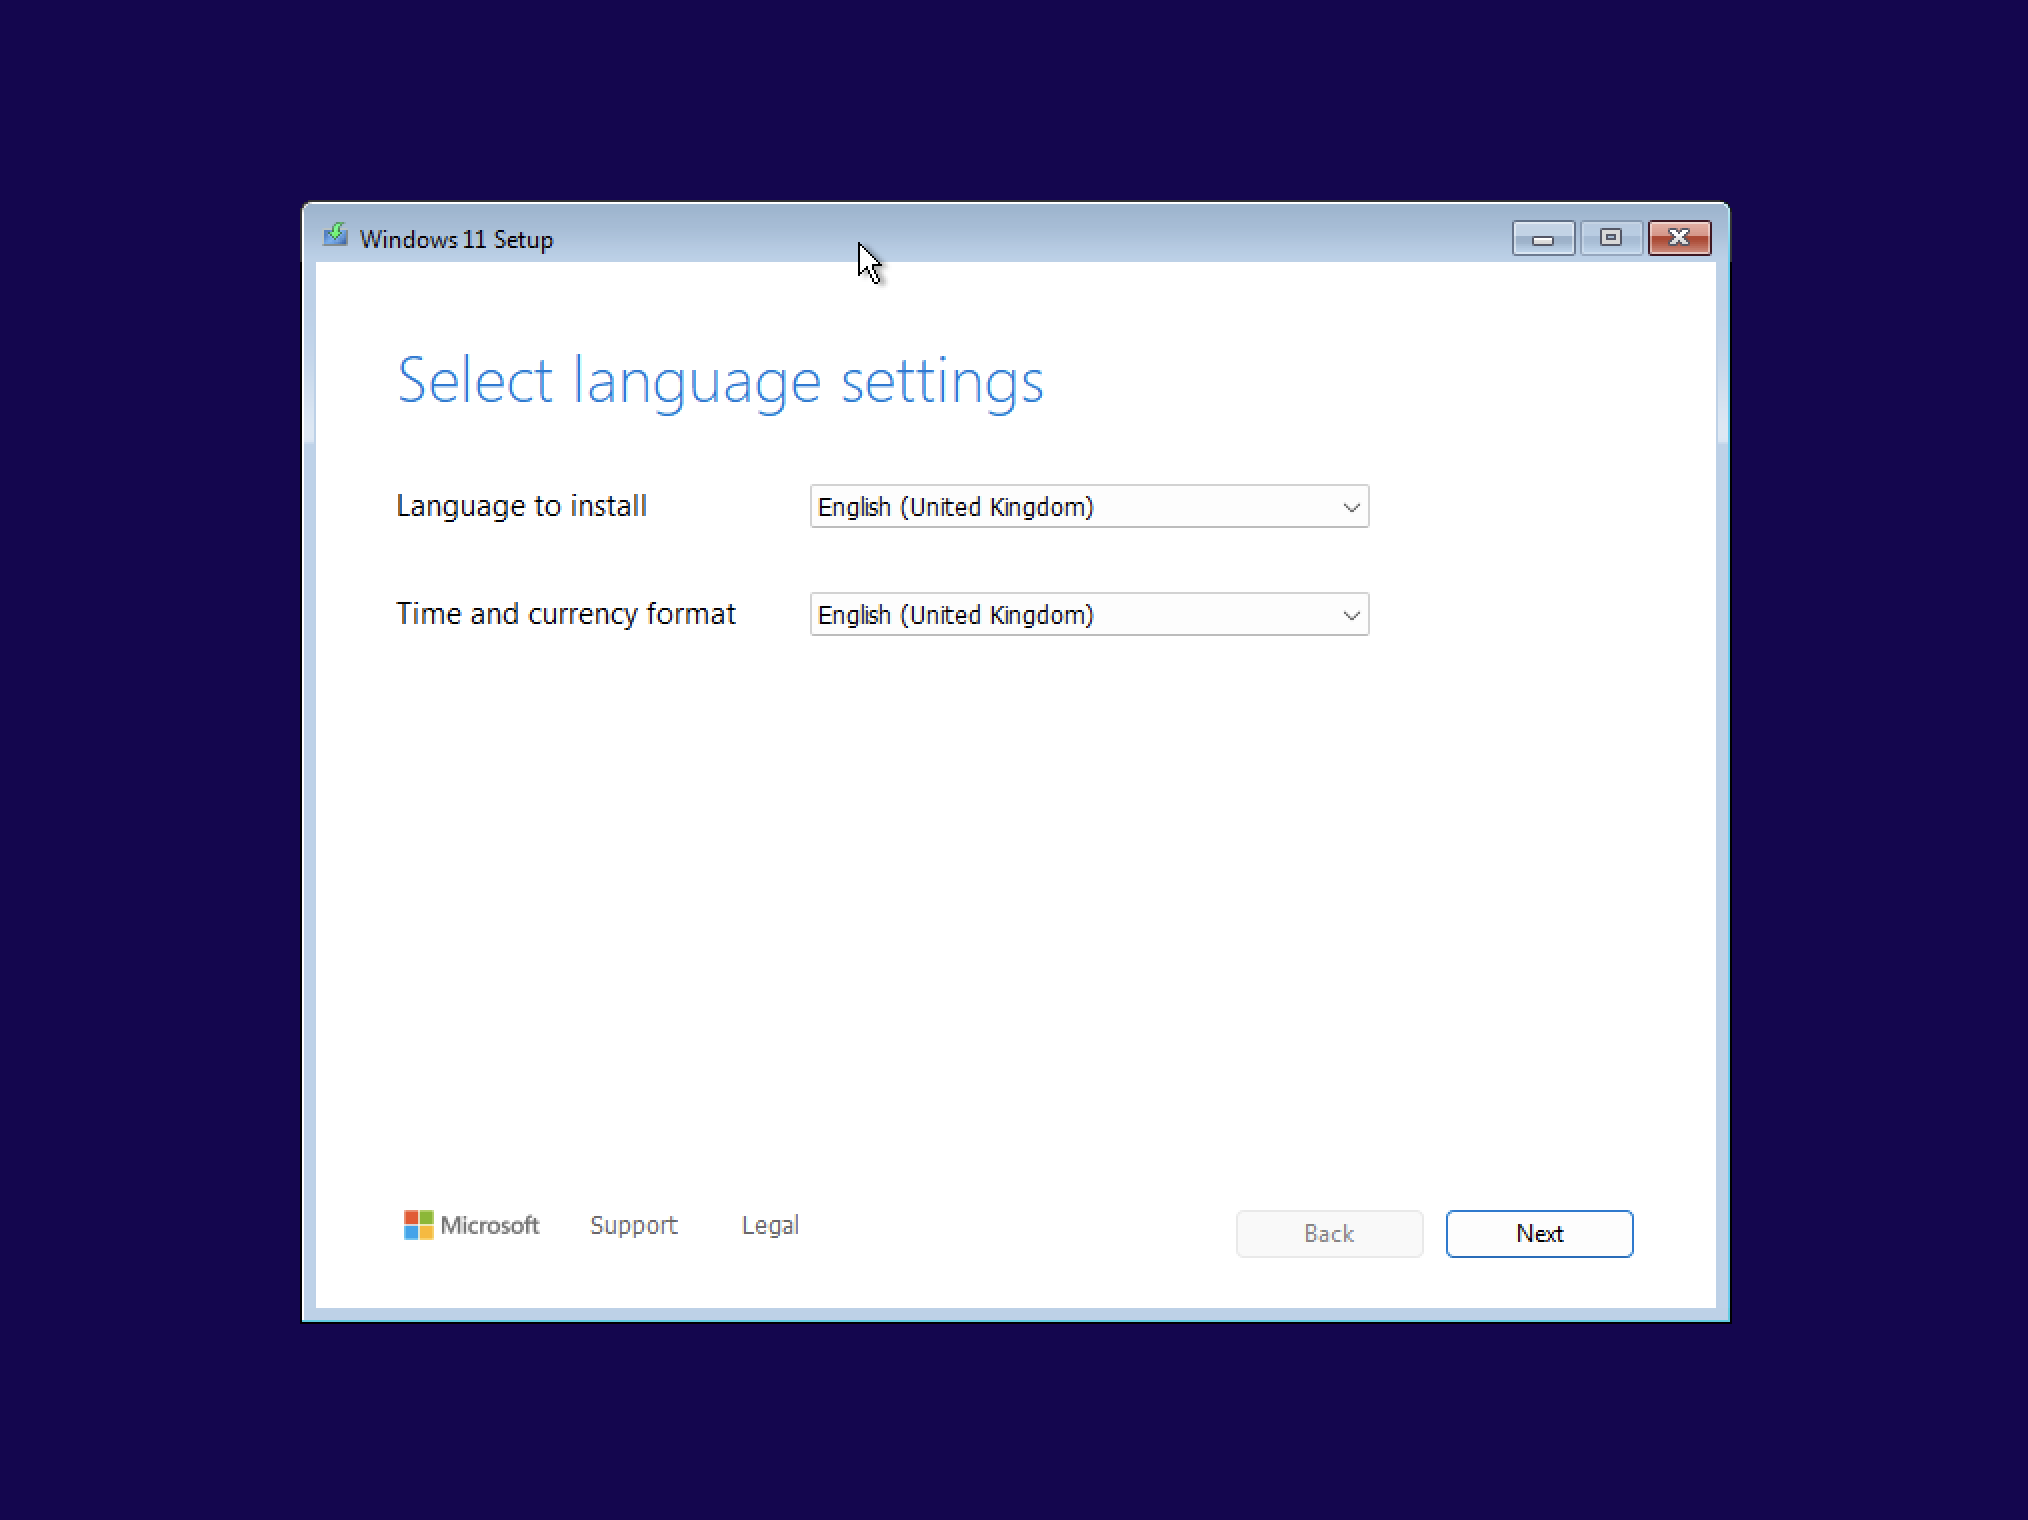 Windows 11 Setup
Select language settings
Language to install
English (United Kingdom)
Time and currency format
English (United Kingdom)
Microsoft
Support
Legal
Back
Next